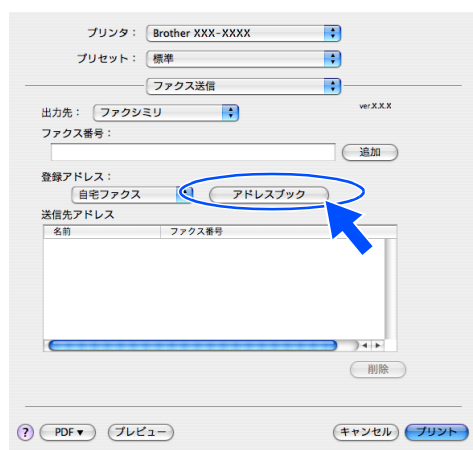 プリンタ： Brother XXX-XXXX
プリセット： 標準
ファクス送信
出力先： ファクシミリ ver.X.X.X
ファクス番号：
追加
登録アドレス：
自宅ファクス アドレスブック
送信先アドレス
名前 ファクス番号
削除
? PDF▼ プレビュー キャンセル プリント